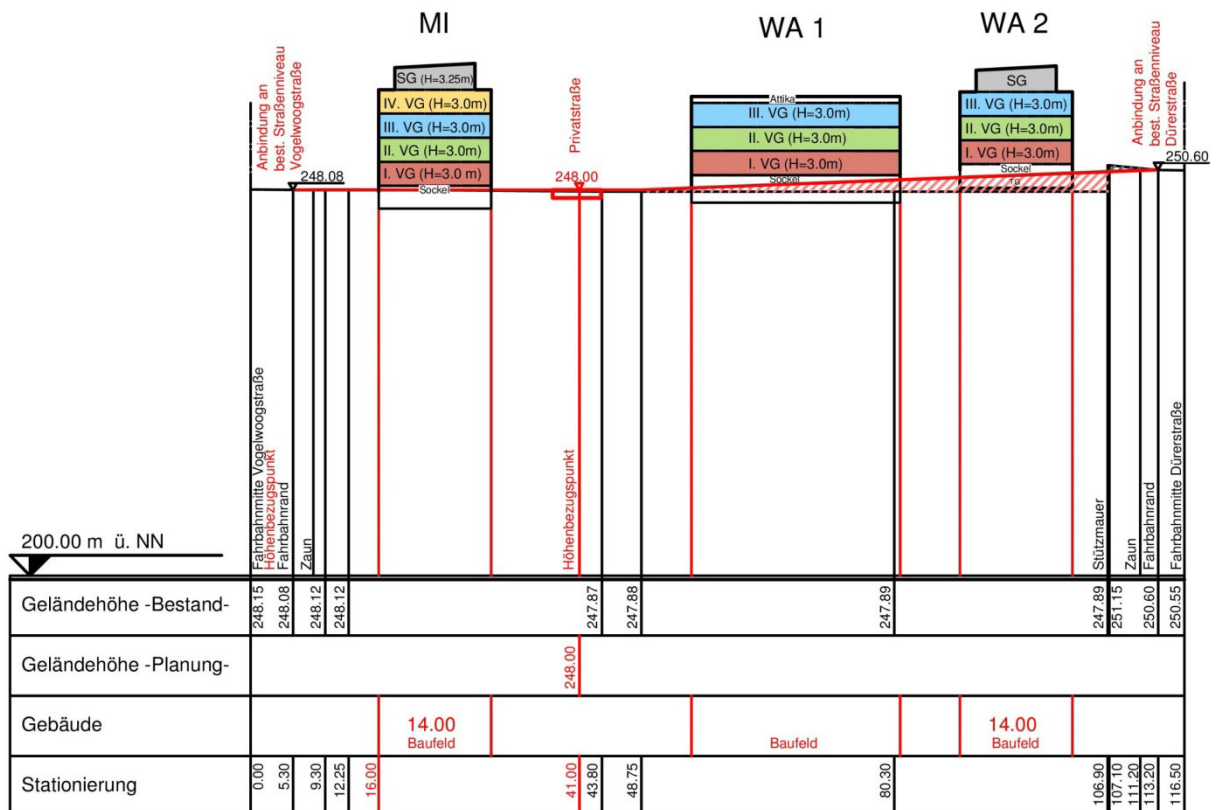 MI
WA 1
WA 2
Anbindung an
best. Straßenniveau
Vogelwoogstraße
SG (H=3.25m)
IV. VG (H=3.0m)
III. VG (H=3.0m)
II. VG (H=3.0m)
I. VG (H=3.0 m)
Sockel
248.08
Privatstraße
248.00
Attika
III. VG (H=3.0m)
II. VG (H=3.0m)
I. VG (H=3.0m)
Sockel
SG
III. VG (H=3.0m)
II. VG (H=3.0m)
I. VG (H=3.0m)
Sockel
TG
Anbindung an
best. Straßenniveau
Dürerstraße
250.60
Fahrbahnmitte Vogelwoogstraße
Höhenbezugspunkt
Fahrbahnrand
Zaun
Höhenbezugspunkt
Stützmauer
Zaun
Fahrbahnrand
Fahrbahnmitte Dürerstraße
200.00 m ü. NN
Geländehöhe -Bestand-
248.15
248.08
248.12
248.12
247.87
247.88
247.89
247.89
251.15
250.60
250.55
Geländehöhe -Planung-
248.00
Gebäude
14.00
Baufeld
Baufeld
14.00
Baufeld
Stationierung
0.00
5.30
9.30
12.25
16.00
41.00
43.80
48.75
80.30
106.90
107.10
111.20
113.20
116.50